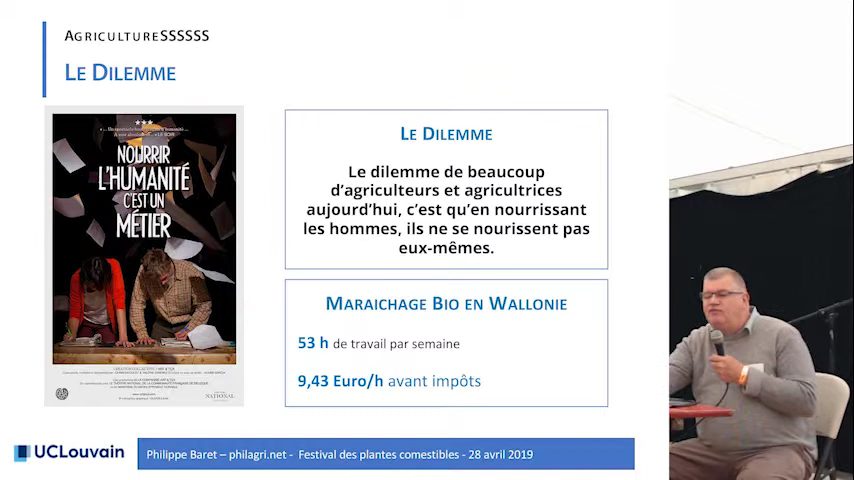 AGRICULTURESSSSSS
LE DILEMME
NOURRIR
L'HUMANITÉ
C'EST UN
MÉTIER
NATIONAL
LE DILEMME
Le dilemme de beaucoup
d'agriculteurs et agricultrices
aujourd'hui, c'est qu'en nourrissant
les hommes, ils ne se nourissent pas
eux-mêmes.
MARAICHAGE BIO EN WALLONIE
53 h de travail par semaine
9,43 Euro/h avant impôts
UCLouvain
Philippe Baret – philagri.net - Festival des plantes comestibles - 28 avril 2019